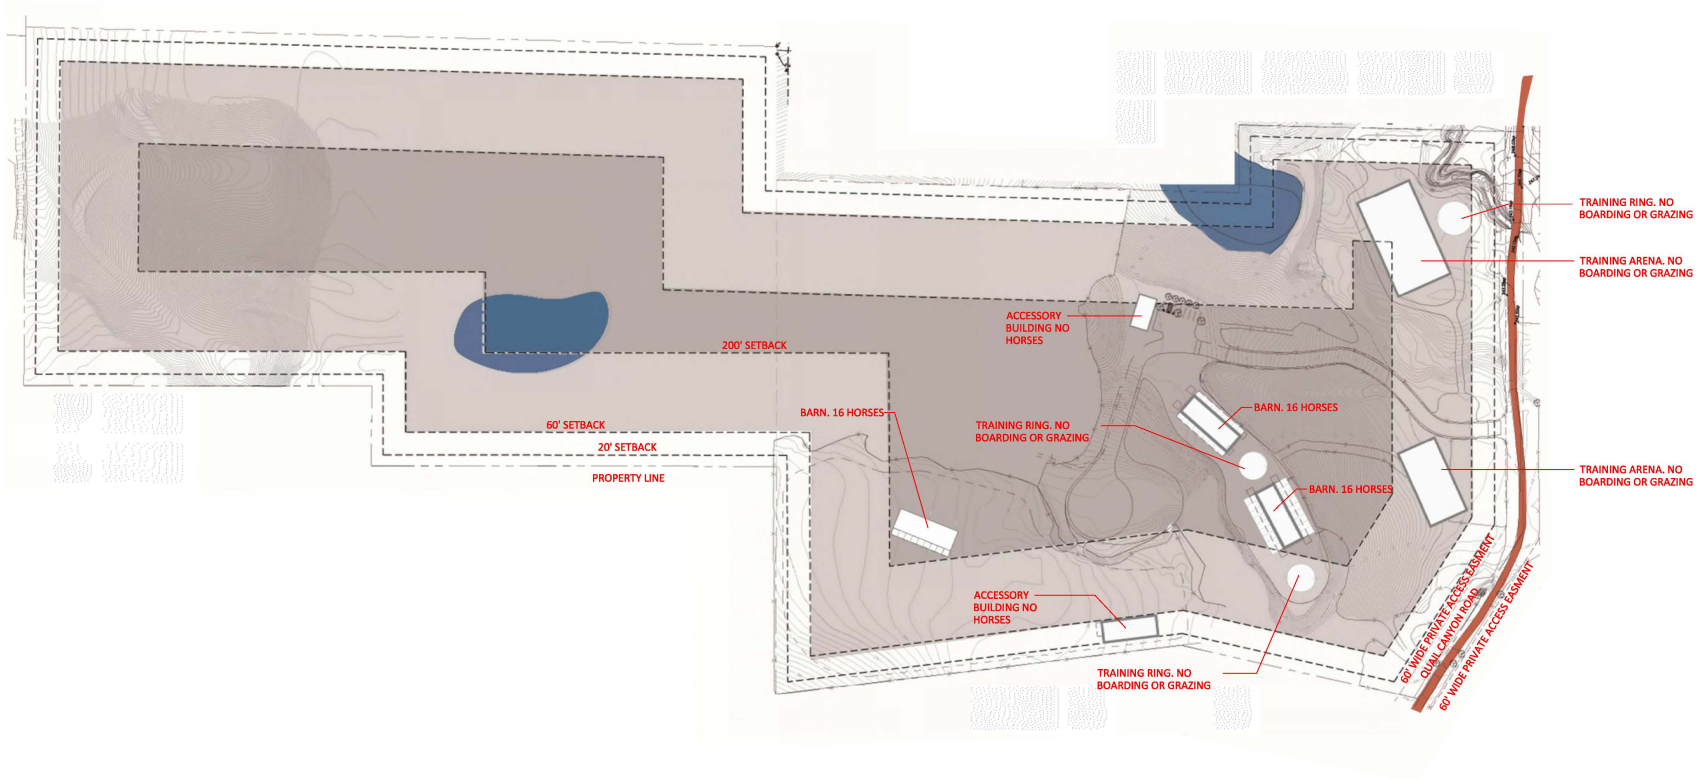 TRAINING RING. NO
BOARDING OR GRAZING
TRAINING ARENA. NO
BOARDING OR GRAZING
ACCESSORY
BUILDING NO
HORSES
200' SETBACK
BARN. 16 HORSES
BARN. 16 HORSES
60' SETBACK
TRAINING RING. NO
BOARDING OR GRAZING
20' SETBACK
PROPERTY LINE
TRAINING ARENA. NO
BOARDING OR GRAZING
BARN. 16 HORSES
60' WIDE PRIVATE ACCESS EASMENT
QUAIL CANYON ROAD
60' WIDE PRIVATE ACCESS EASMENT
ACCESSORY
BUILDING NO
HORSES
TRAINING RING. NO
BOARDING OR GRAZING